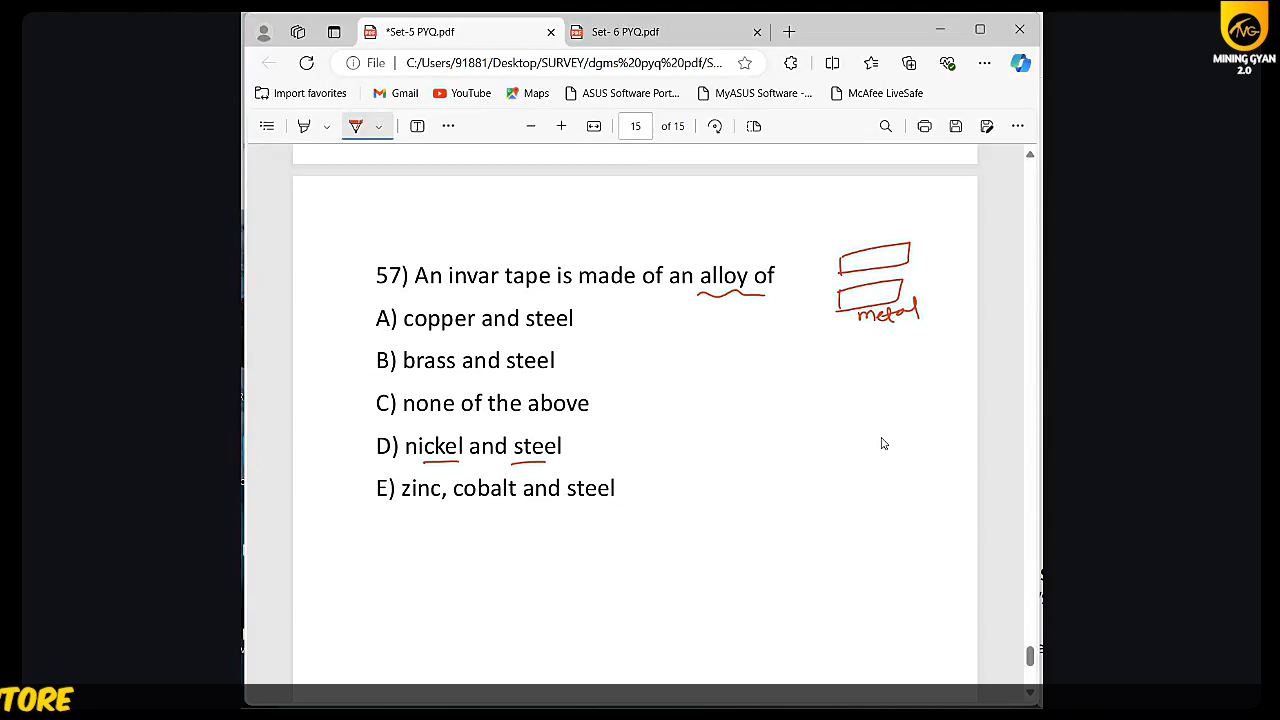 *Set-5 PYQ.pdf
Set- 6 PYQ.pdf
File
C:/Users/91881/Desktop/SURVEY/dgms%20pyq%20pdf/S...
Import favorites
Gmail
YouTube
Maps
ASUS Software Port...
MyASUS Software -...
McAfee LiveSafe
15
of 15
MINING GYAN
2.0
57) An invar tape is made of an alloy of
A) copper and steel
B) brass and steel
C) none of the above
D) nickel and steel
E) zinc, cobalt and steel
metal
TORE